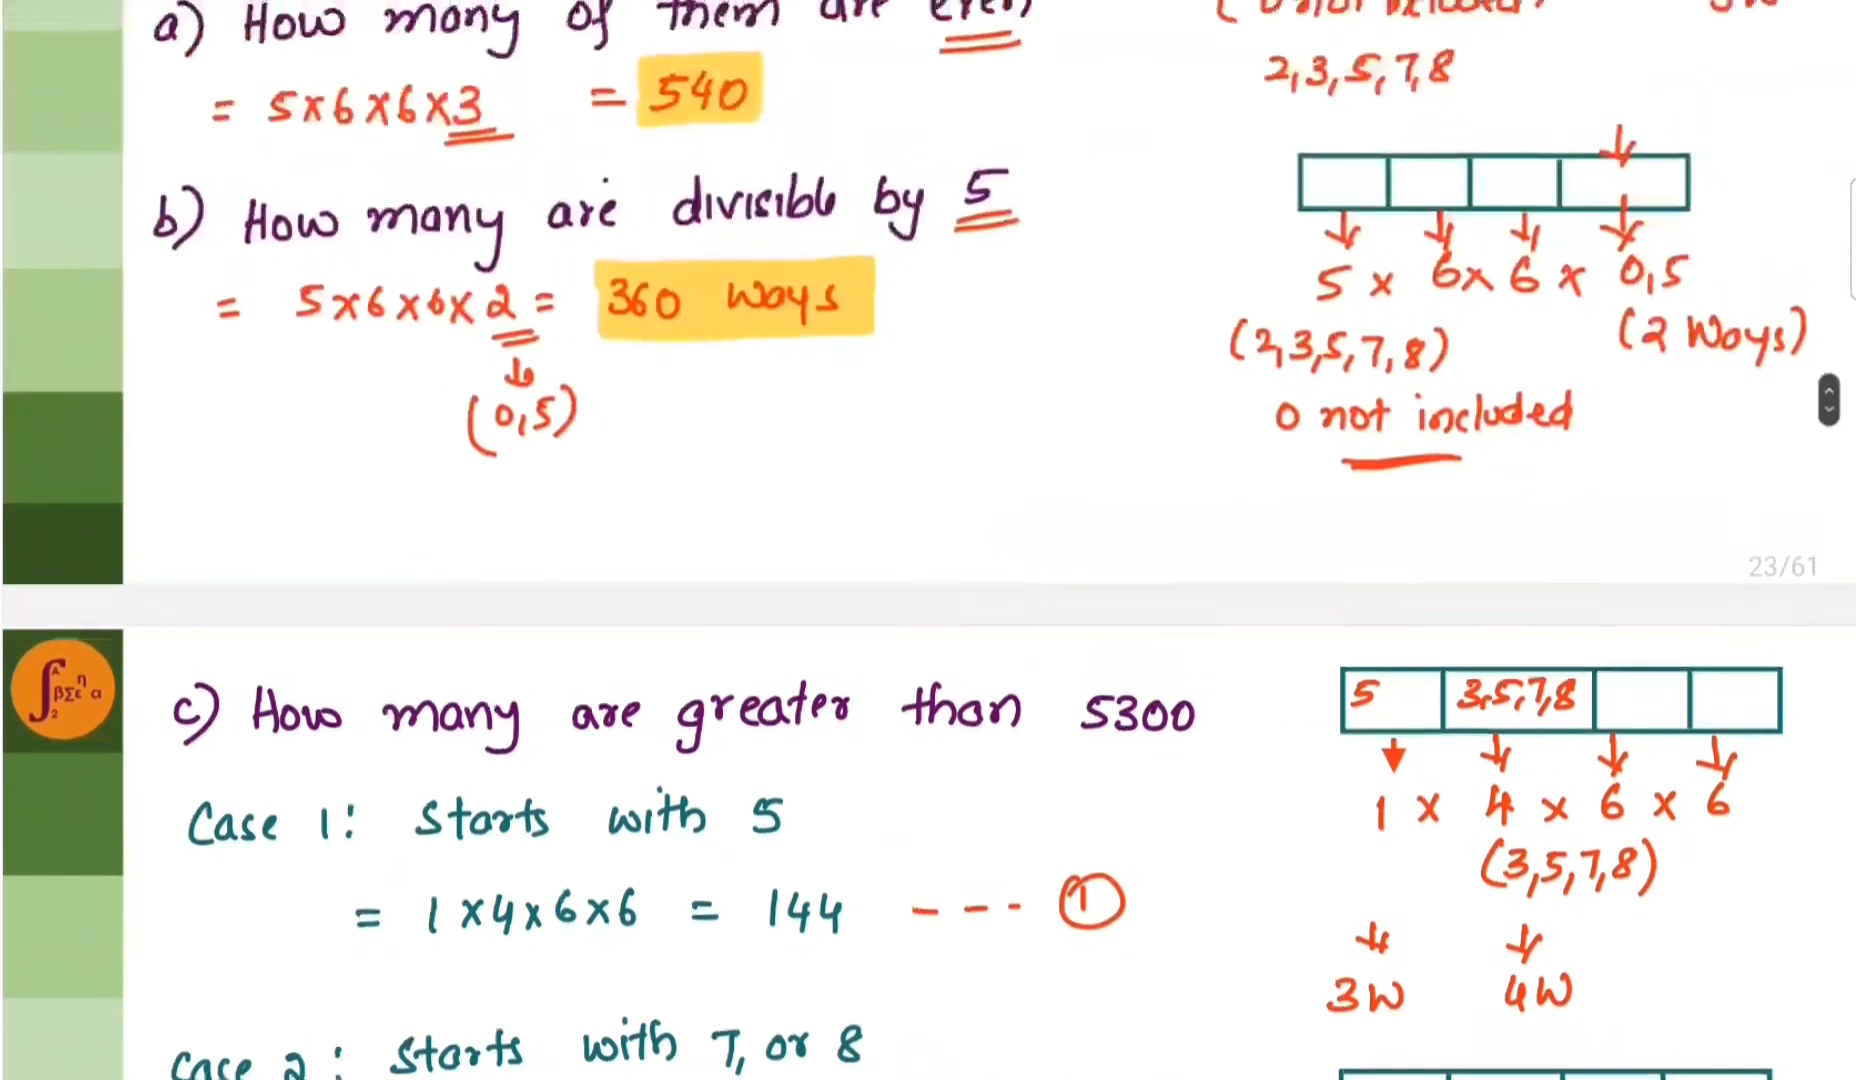 a) How many of them are even
= 5x6x6x3 = 540
b) How many are divisible by 5
= 5x6x6x2 = 360 ways
(0,5)
2,3,5,7,8
5 x 6x 6 x 0,5
(2,3,5,7,8) (2 ways)
0 not included
23/61
c) How many are greater than 5300
Case 1: Starts with 5
= 1 x4x6x6 = 144 --- 1
Case 2: Starts with 7, or 8
5 3,5,7,8
1 x 4 x 6 x 6
(3,5,7,8)
3W 4W